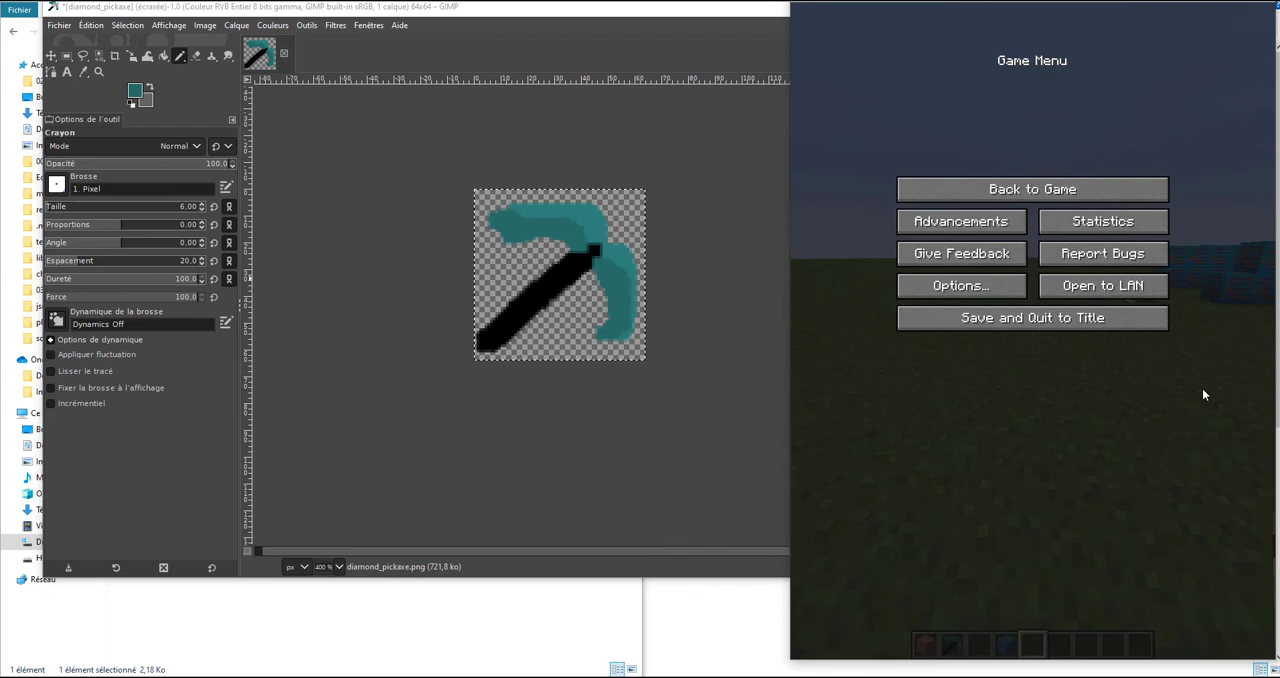 Fichier
*[diamond_pickaxe] (écrasée)-1.0 (Couleur RVB Entier 8 bits gamma, GIMP built-in sRGB, 1 calque) 64x64 – GIMP
Fichier Édition Sélection Affichage Image Calque Couleurs Outils Filtres Fenêtres Aide
Options de l'outil
Crayon
Mode Normal
Opacité 100,0
Brosse
1. Pixel
Taille 6,00
Proportions 0,00
Angle 0,00
Espacement 20,0
Dureté 100,0
Force 100,0
Dynamique de la brosse
Dynamics Off
Options de dynamique
Appliquer fluctuation
Lisser le tracé
Fixer la brosse à l'affichage
Incrémentiel
px 400 % diamond_pickaxe.png (721,8 ko)
Réseau
1 élément 1 élément sélectionné 2,18 Ko
Game Menu
Back to Game
Advancements Statistics
Give Feedback Report Bugs
Options... Open to LAN
Save and Quit to Title